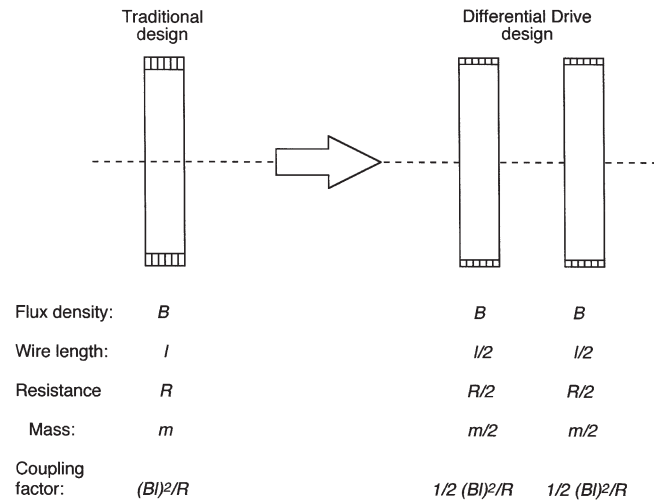 Traditional
design
Differential Drive
design
Flux density: B B B
Wire length: l l/2 l/2
Resistance R R/2 R/2
Mass: m m/2 m/2
Coupling
factor: (Bl)²/R 1/2 (Bl)²/R 1/2 (Bl)²/R